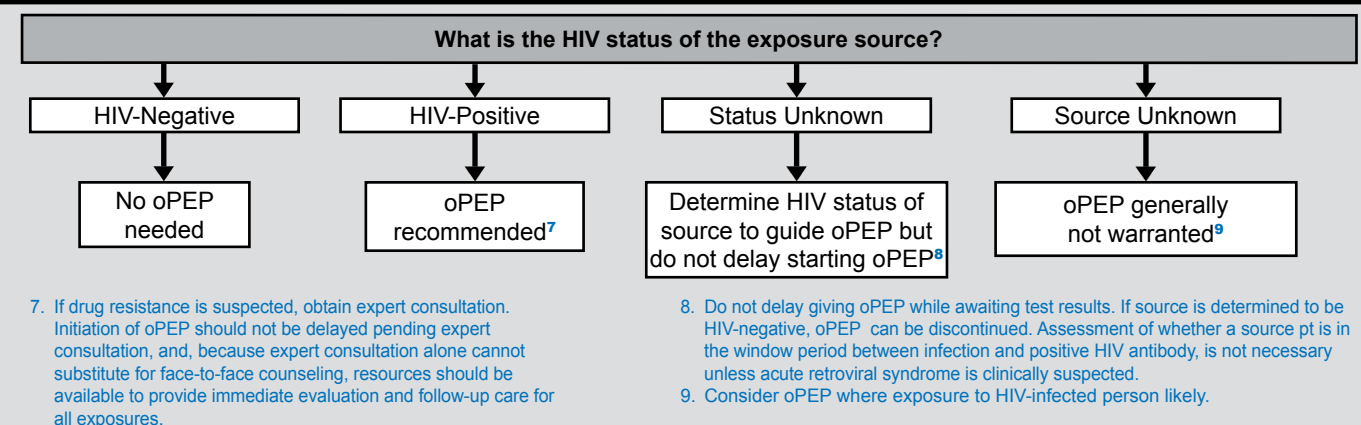 What is the HIV status of the exposure source?
HIV-Negative
HIV-Positive
Status Unknown
Source Unknown
No oPEP
needed
oPEP
recommended7
Determine HIV status of
source to guide oPEP but
do not delay starting oPEP8
oPEP generally
not warranted9
7. If drug resistance is suspected, obtain expert consultation.
Initiation of oPEP should not be delayed pending expert
consultation, and, because expert consultation alone cannot
substitute for face-to-face counseling, resources should be
available to provide immediate evaluation and follow-up care for
all exposures.
8. Do not delay giving oPEP while awaiting test results. If source is determined to be
HIV-negative, oPEP can be discontinued. Assessment of whether a source pt is in
the window period between infection and positive HIV antibody, is not necessary
unless acute retroviral syndrome is clinically suspected.
9. Consider oPEP where exposure to HIV-infected person likely.